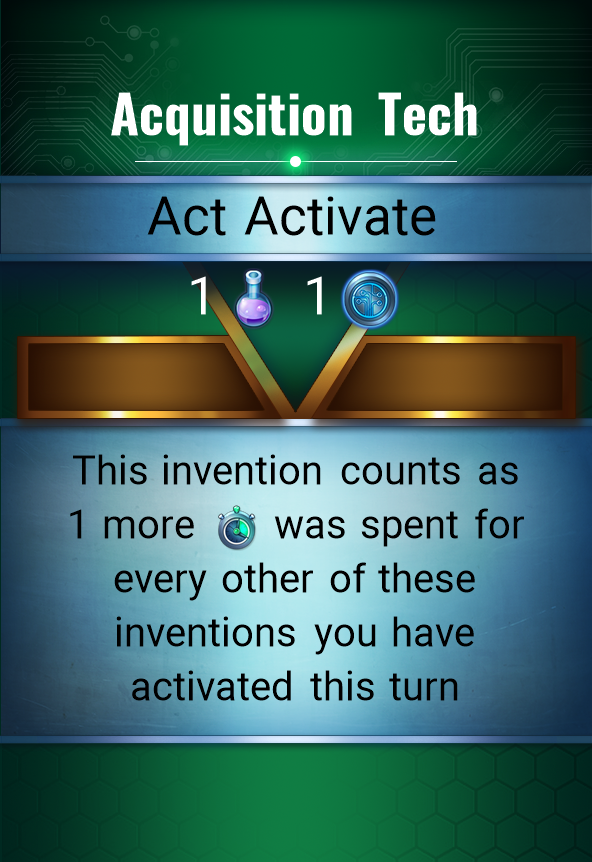 Acquisition Tech
Act Activate
1 1
This invention counts as
1 more was spent for
every other of these
inventions you have
activated this turn